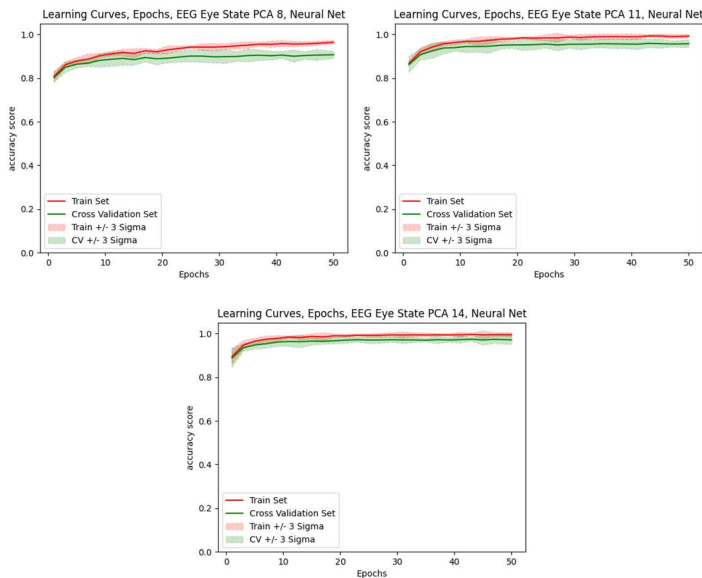 Learning Curves, Epochs, EEG Eye State PCA 8, Neural Net
1.0
0.8
0.6
0.4
0.2
0.0
accuracy score
Train Set
Cross Validation Set
Train +/- 3 Sigma
CV +/- 3 Sigma
0 10 20 30 40 50
Epochs
Learning Curves, Epochs, EEG Eye State PCA 11, Neural Net
1.0
0.8
0.6
0.4
0.2
0.0
accuracy score
Train Set
Cross Validation Set
Train +/- 3 Sigma
CV +/- 3 Sigma
0 10 20 30 40 50
Epochs
Learning Curves, Epochs, EEG Eye State PCA 14, Neural Net
1.0
0.8
0.6
0.4
0.2
0.0
accuracy score
Train Set
Cross Validation Set
Train +/- 3 Sigma
CV +/- 3 Sigma
0 10 20 30 40 50
Epochs